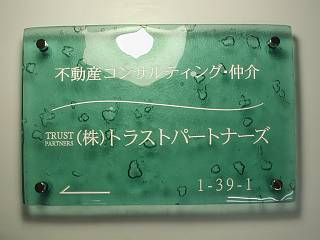 不動産コンサルティング・仲介
TRUST
PARTNERS
(株)トラストパートナーズ
1-39-1